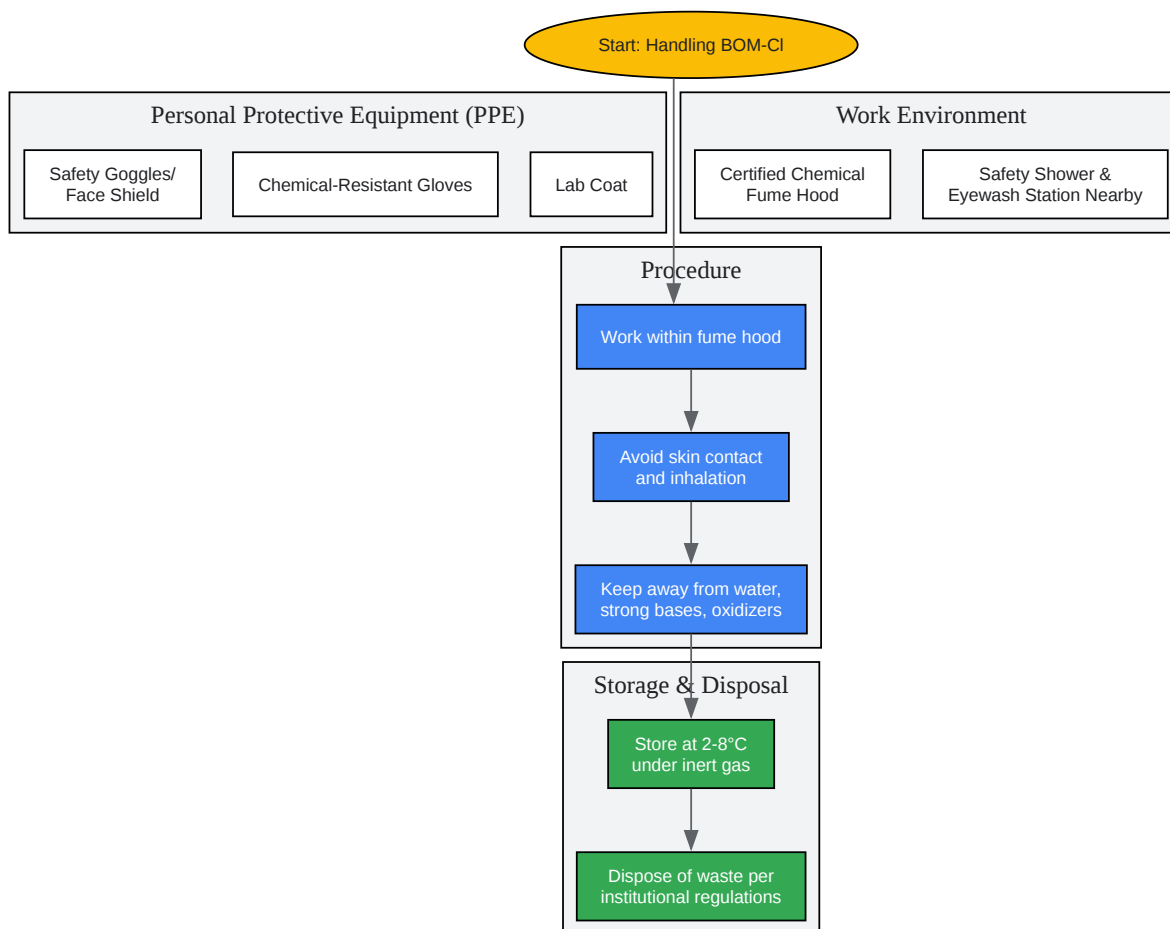 Start: Handling BOM-Cl
Personal Protective Equipment (PPE)
Safety Goggles/
Face Shield
Chemical-Resistant Gloves
Lab Coat
Work Environment
Certified Chemical
Fume Hood
Safety Shower &
Eyewash Station Nearby
Procedure
Work within fume hood
Avoid skin contact
and inhalation
Keep away from water,
strong bases, oxidizers
Storage & Disposal
Store at 2-8°C
under inert gas
Dispose of waste per
institutional regulations